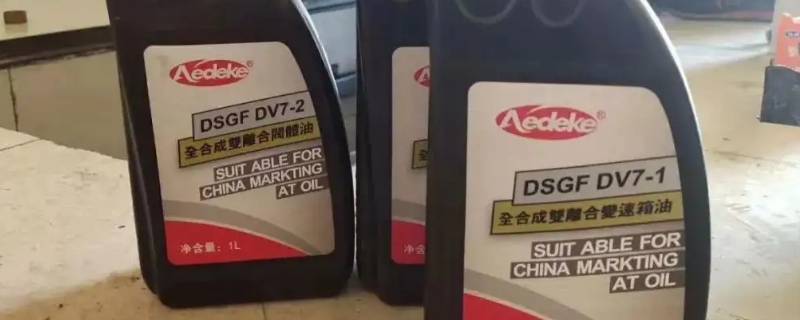 Aedeke
DSGF DV7-2
全合成雙離合閥體油
SUIT ABLE FOR
CHINA MARKTING
AT OIL
净含量：1L
Aedeke®
DSGF DV7-1
全合成雙離合變速箱油
SUIT ABLE FOR
CHINA MARKTING
AT OIL